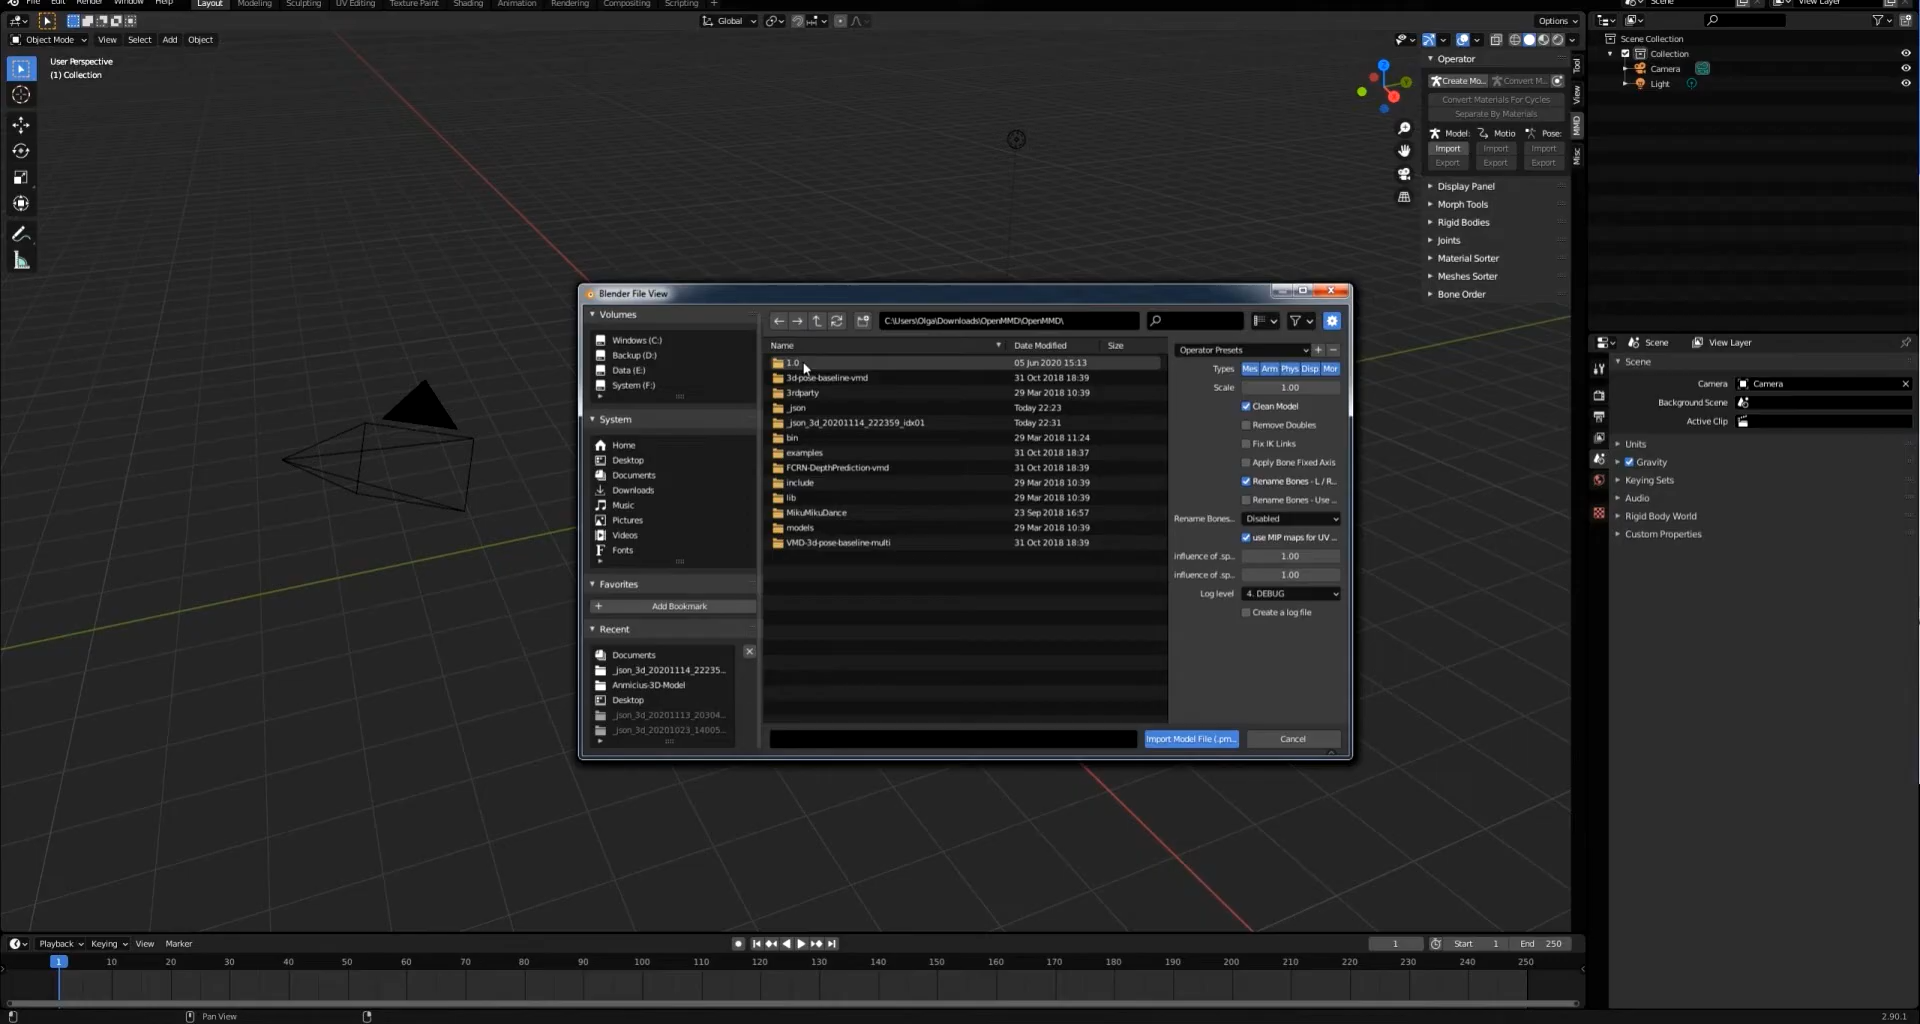 File Edit Render Window Help Layout Modeling Sculpting UV Editing Texture Paint Shading Animation Rendering Compositing Scripting + Scene View Layer
Global Options
Object Mode View Select Add Object
User Perspective
(1) Collection
Operator
Create Mo... Convert M...
Convert Materials For Cycles
Separate By Materials
Model: Motio Pose:
Import Import Import
Export Export Export
Display Panel
Morph Tools
Rigid Bodies
Joints
Material Sorter
Meshes Sorter
Bone Order
Tool
View
MMD
Misc
Scene Collection
Collection
Camera
Light
Scene View Layer
Scene
Camera Camera
Background Scene
Active Clip
Units
Gravity
Keying Sets
Audio
Rigid Body World
Custom Properties
Blender File View
Volumes
Windows (C:)
Backup (D:)
Data (E:)
System (F:)
System
Home
Desktop
Documents
Downloads
Music
Pictures
Videos
Fonts
Favorites
Add Bookmark
Recent
Documents
_json_3d_20201114_22235...
Anmicius-3D-Model
Desktop
_json_3d_20201113_20304...
_json_3d_20201023_14005...
C:\Users\Olga\Downloads\OpenMMD\OpenMMD\
Name Date Modified Size
1.0 05 Jun 2020 15:13
3d-pose-baseline-vmd 31 Oct 2018 18:39
3rdparty 29 Mar 2018 10:39
_json Today 22:23
_json_3d_20201114_222359_idx01 Today 22:31
bin 29 Mar 2018 11:24
examples 31 Oct 2018 18:37
FCRN-DepthPrediction-vmd 31 Oct 2018 18:39
include 29 Mar 2018 10:39
lib 29 Mar 2018 10:39
MikuMikuDance 23 Sep 2018 16:57
models 29 Mar 2018 10:39
VMD-3d-pose-baseline-multi 31 Oct 2018 18:39
Operator Presets
Types Mes Arm Phys Disp Mor
Scale 1.00
Clean Model
Remove Doubles
Fix IK Links
Apply Bone Fixed Axis
Rename Bones - L / R...
Rename Bones - Use ...
Rename Bones... Disabled
use MIP maps for UV ...
influence of .sp... 1.00
influence of .sp... 1.00
Log level 4. DEBUG
Create a log file
Import Model File (.pm... Cancel
Playback Keying View Marker 1 Start 1 End 250
1 10 20 30 40 50 60 70 80 90 100 110 120 130 140 150 160 170 180 190 200 210 220 230 240 250
Pan View 2.90.1